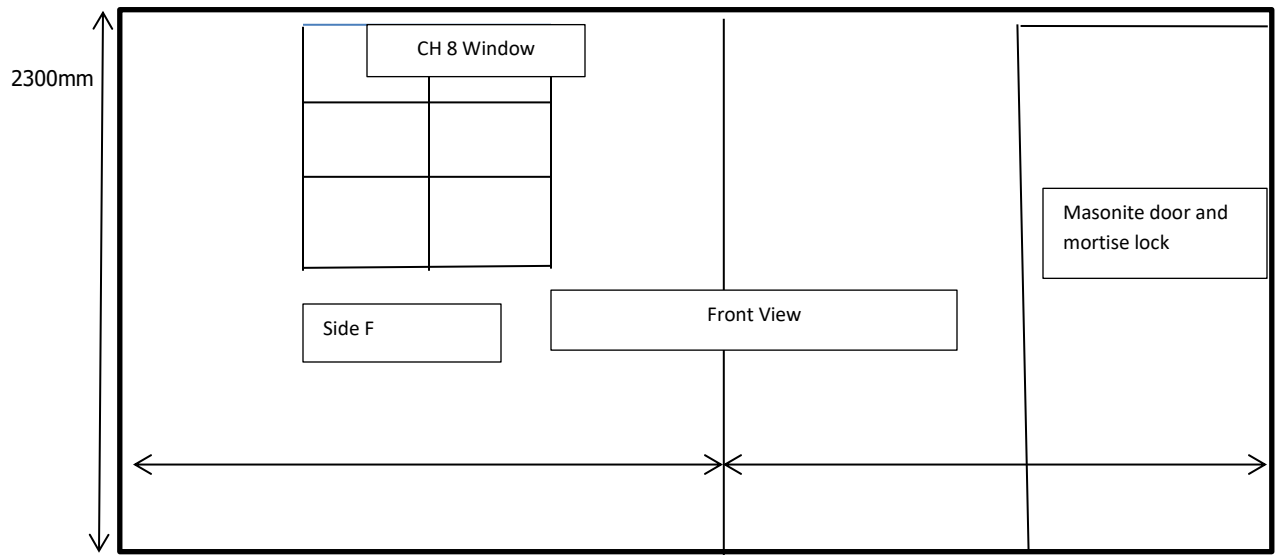 CH 8 Window
2300mm
Masonite door and
mortise lock
Front View
Side F